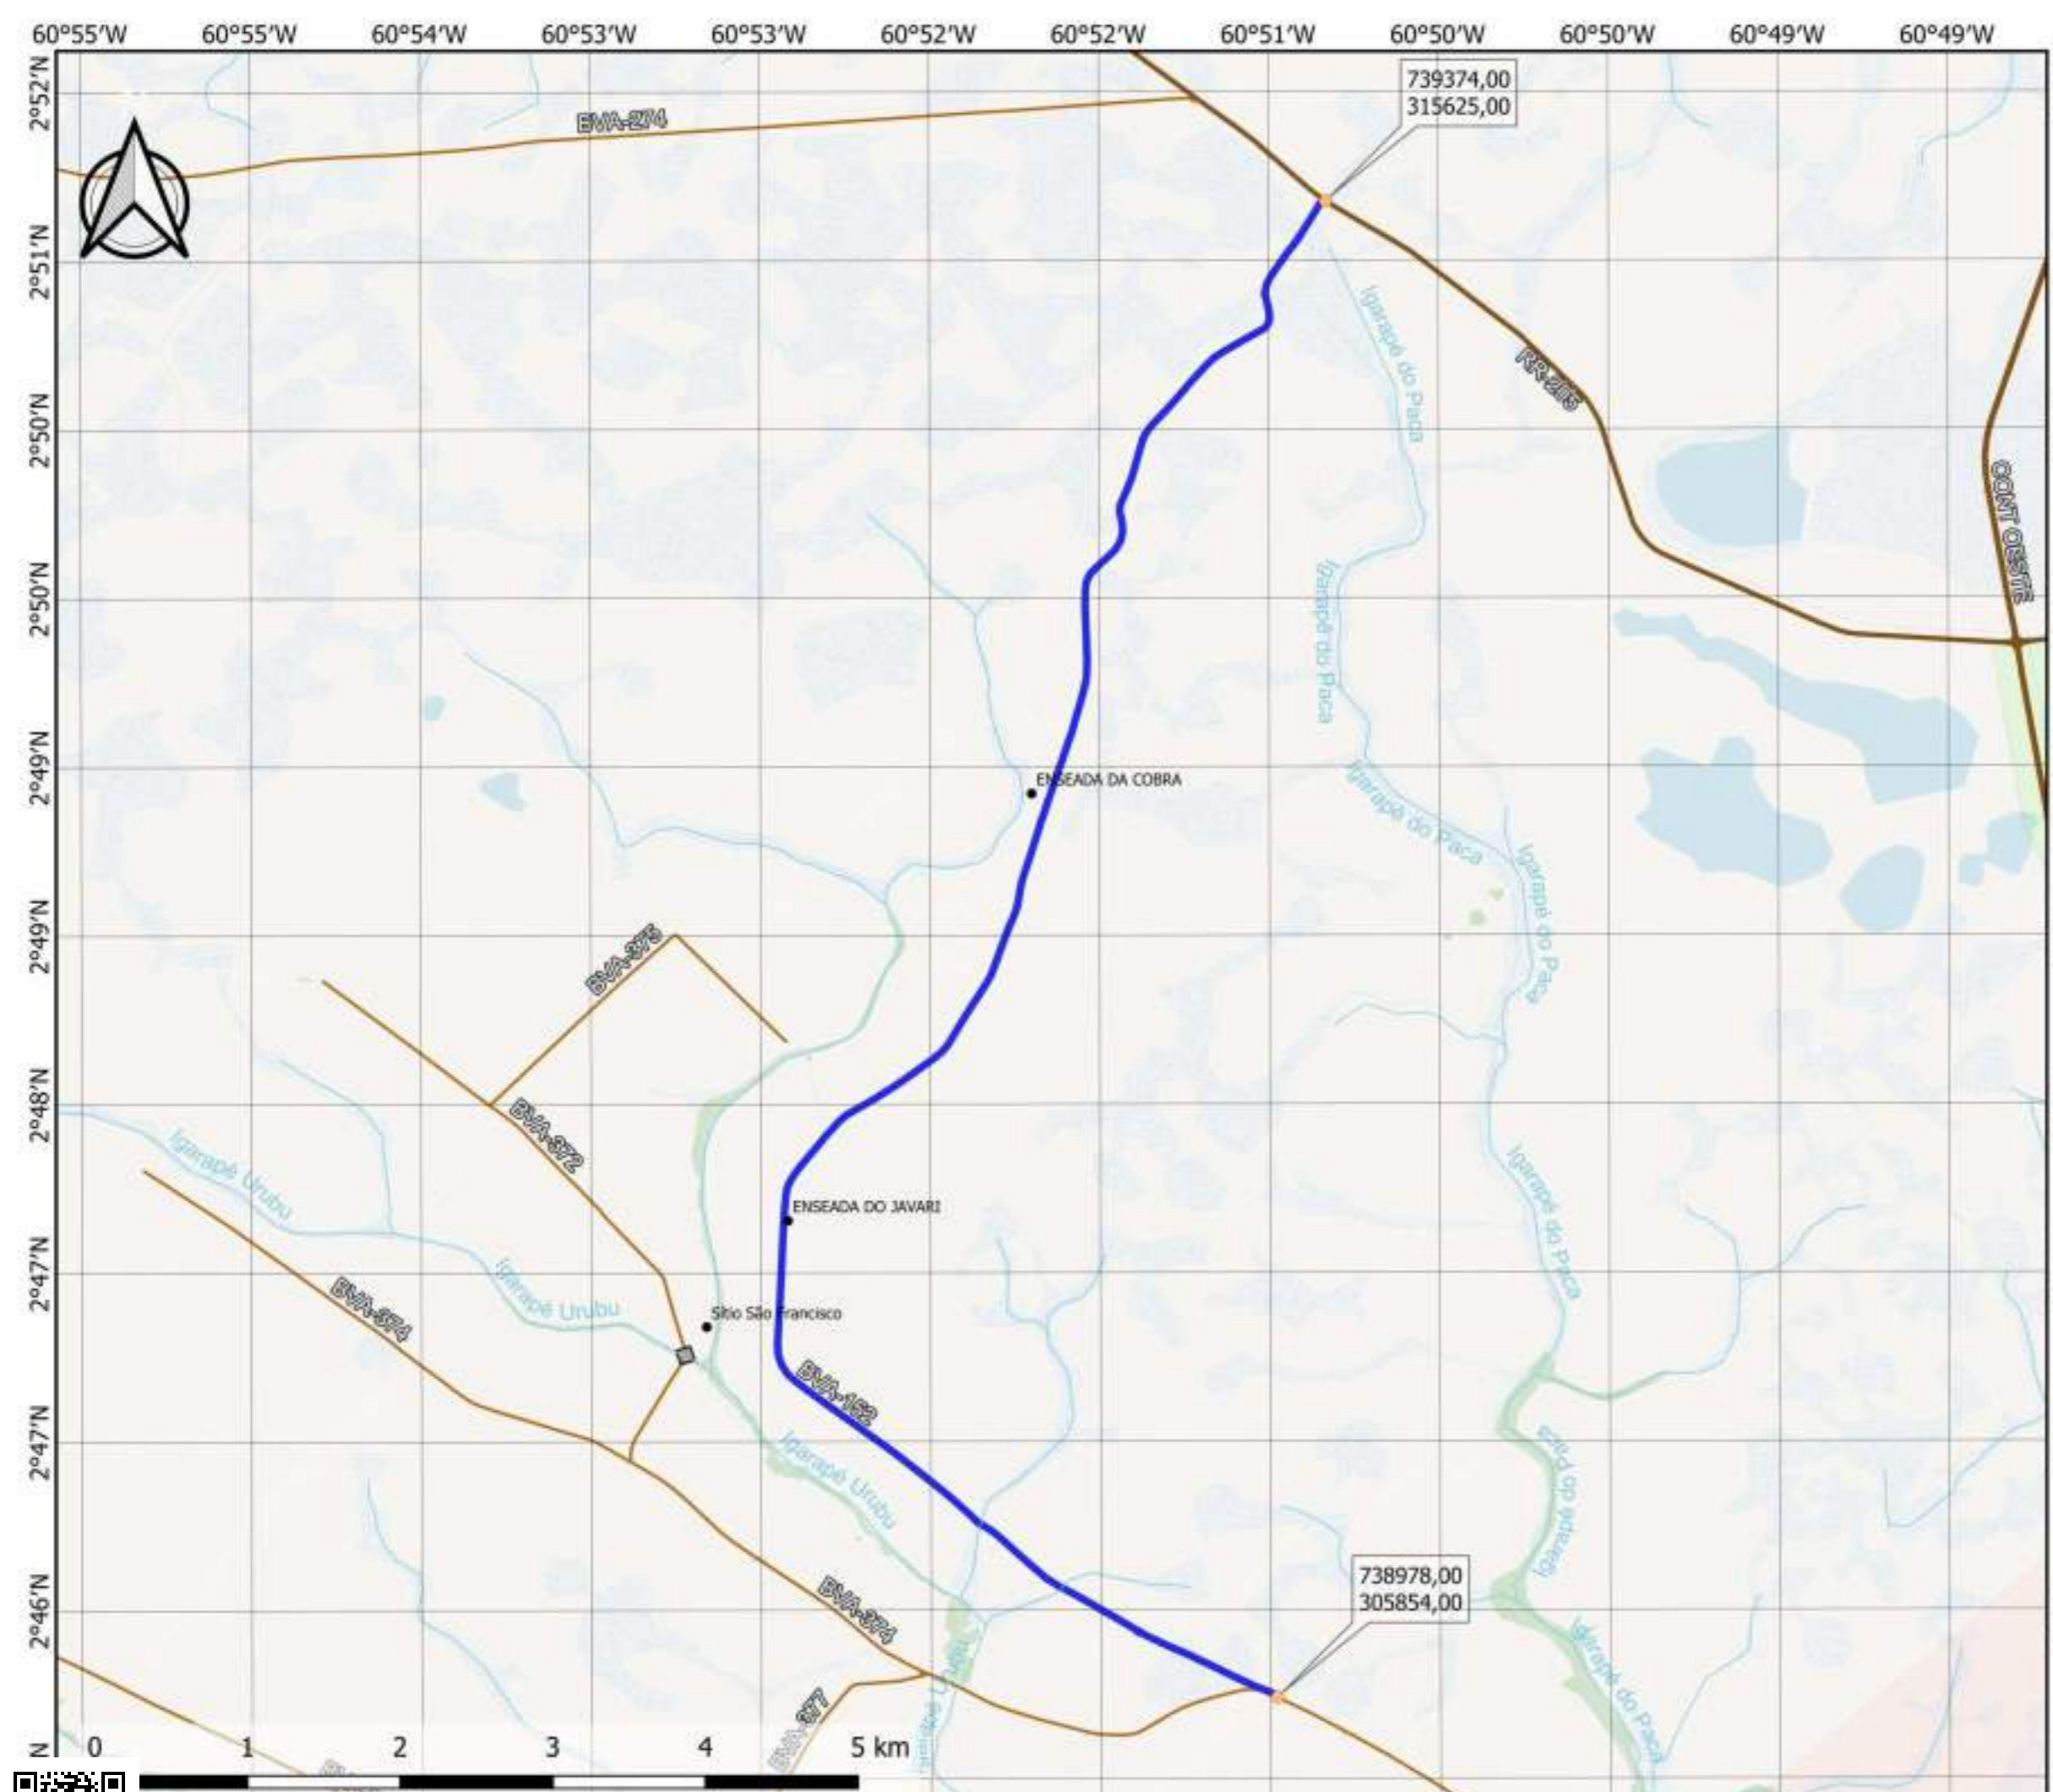 60°55'W 60°55'W 60°54'W 60°53'W 60°53'W 60°52'W 60°52'W 60°51'W 60°50'W 60°50'W 60°49'W 60°49'W
2°52'N
2°51'N
2°50'N
2°50'N
2°49'N
2°49'N
2°48'N
2°47'N
2°47'N
2°46'N
N
739374,00
315625,00
BVA-274
Igarapé do Paca
RR-205
CONT OESTE
Igarapé do Paca
ENSEADA DA COBRA
Igarapé do Paca
Igarapé do Paca
BVA-375
BVA-372
Igarapé Urubu
Igarapé do Paca
ENSEADA DO JAVARI
Igarapé Urubu
BVA-374
Sítio São Francisco
BVA-152
Igarapé Urubu
Igarapé do Paca
738978,00
305854,00
BVA-374
Igarapé do Paca
BVA-377
0 1 2 3 4 5 km